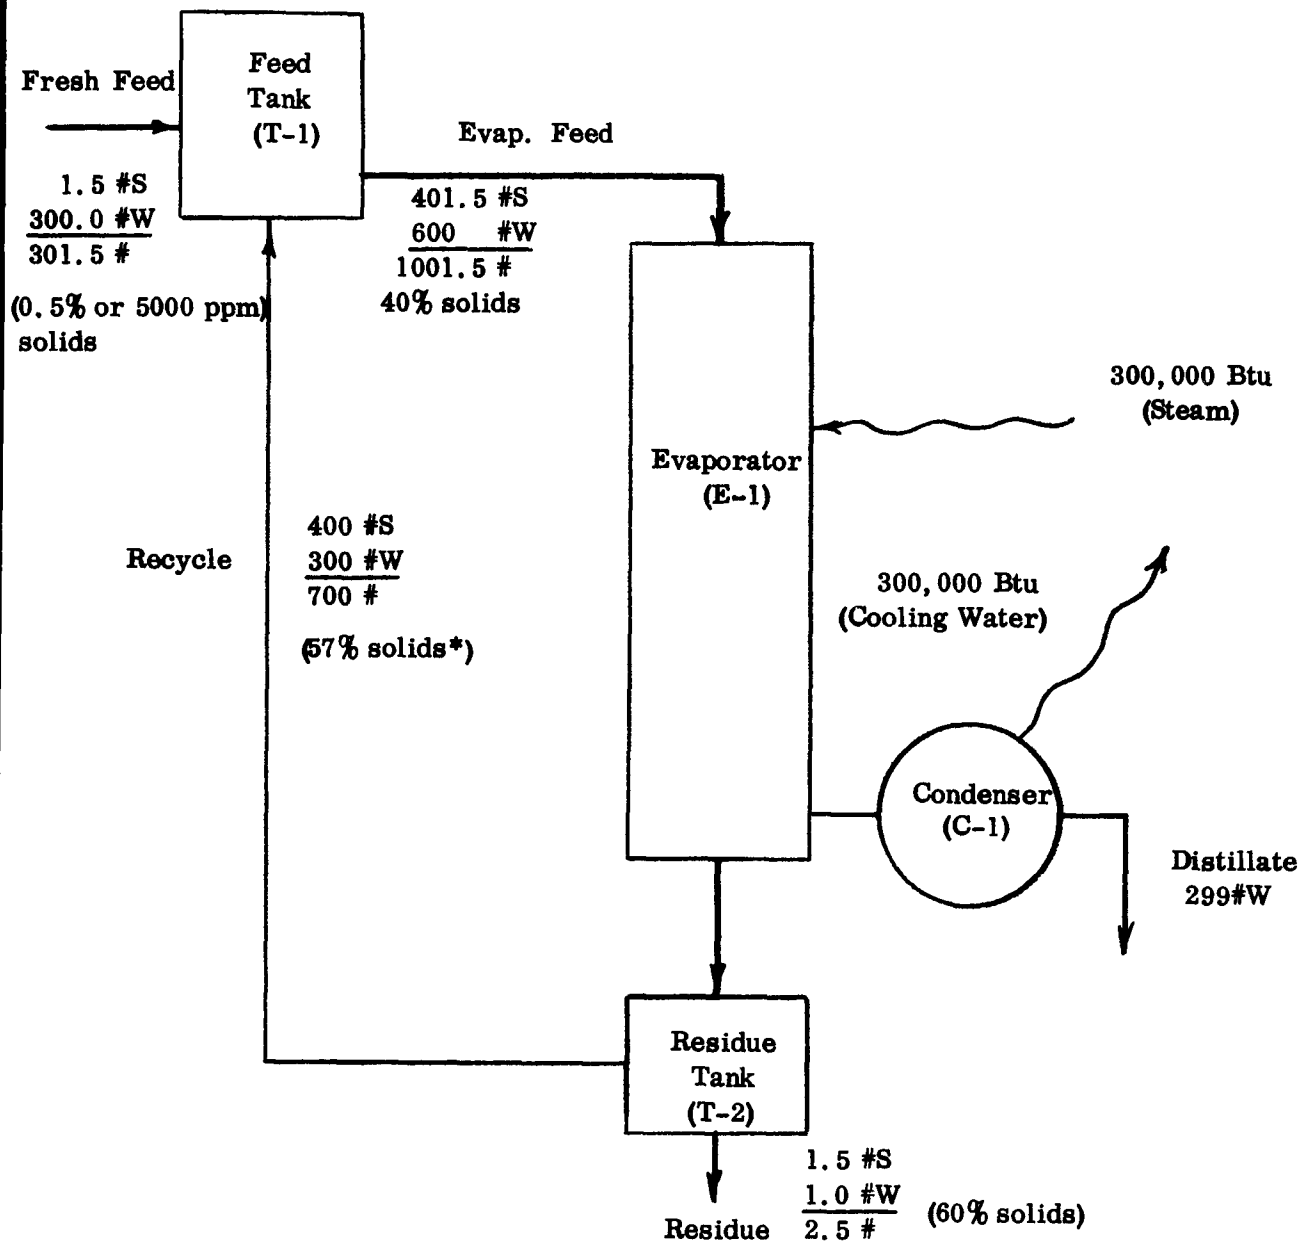 Feed
Tank
(T-1)
Fresh Feed
1.5 #S
300.0 #W
301.5 #
(0.5% or 5000 ppm)
solids
Evap. Feed
401.5 #S
600 #W
1001.5 #
40% solids
300,000 Btu
(Steam)
Evaporator
(E-1)
Recycle
400 #S
300 #W
700 #
(57% solids*)
300,000 Btu
(Cooling Water)
Condenser
(C-1)
Distillate
299#W
Residue
Tank
(T-2)
Residue
1.5 #S
1.0 #W
2.5 #
(60% solids)